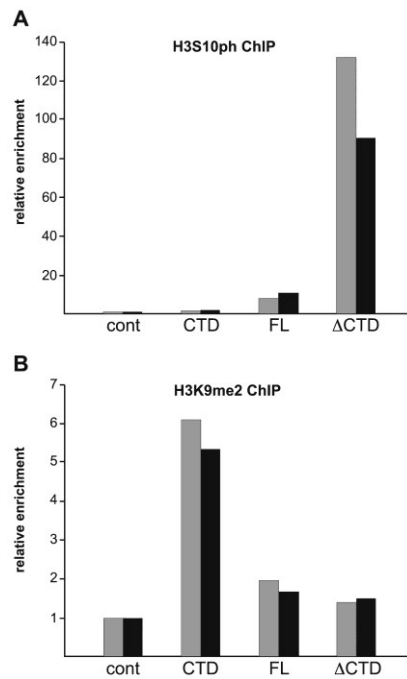 A
H3S10ph ChIP
relative enrichment
140
120
100
80
60
40
20
cont CTD FL ΔCTD
B
H3K9me2 ChIP
relative enrichment
7
6
5
4
3
2
1
cont CTD FL ΔCTD